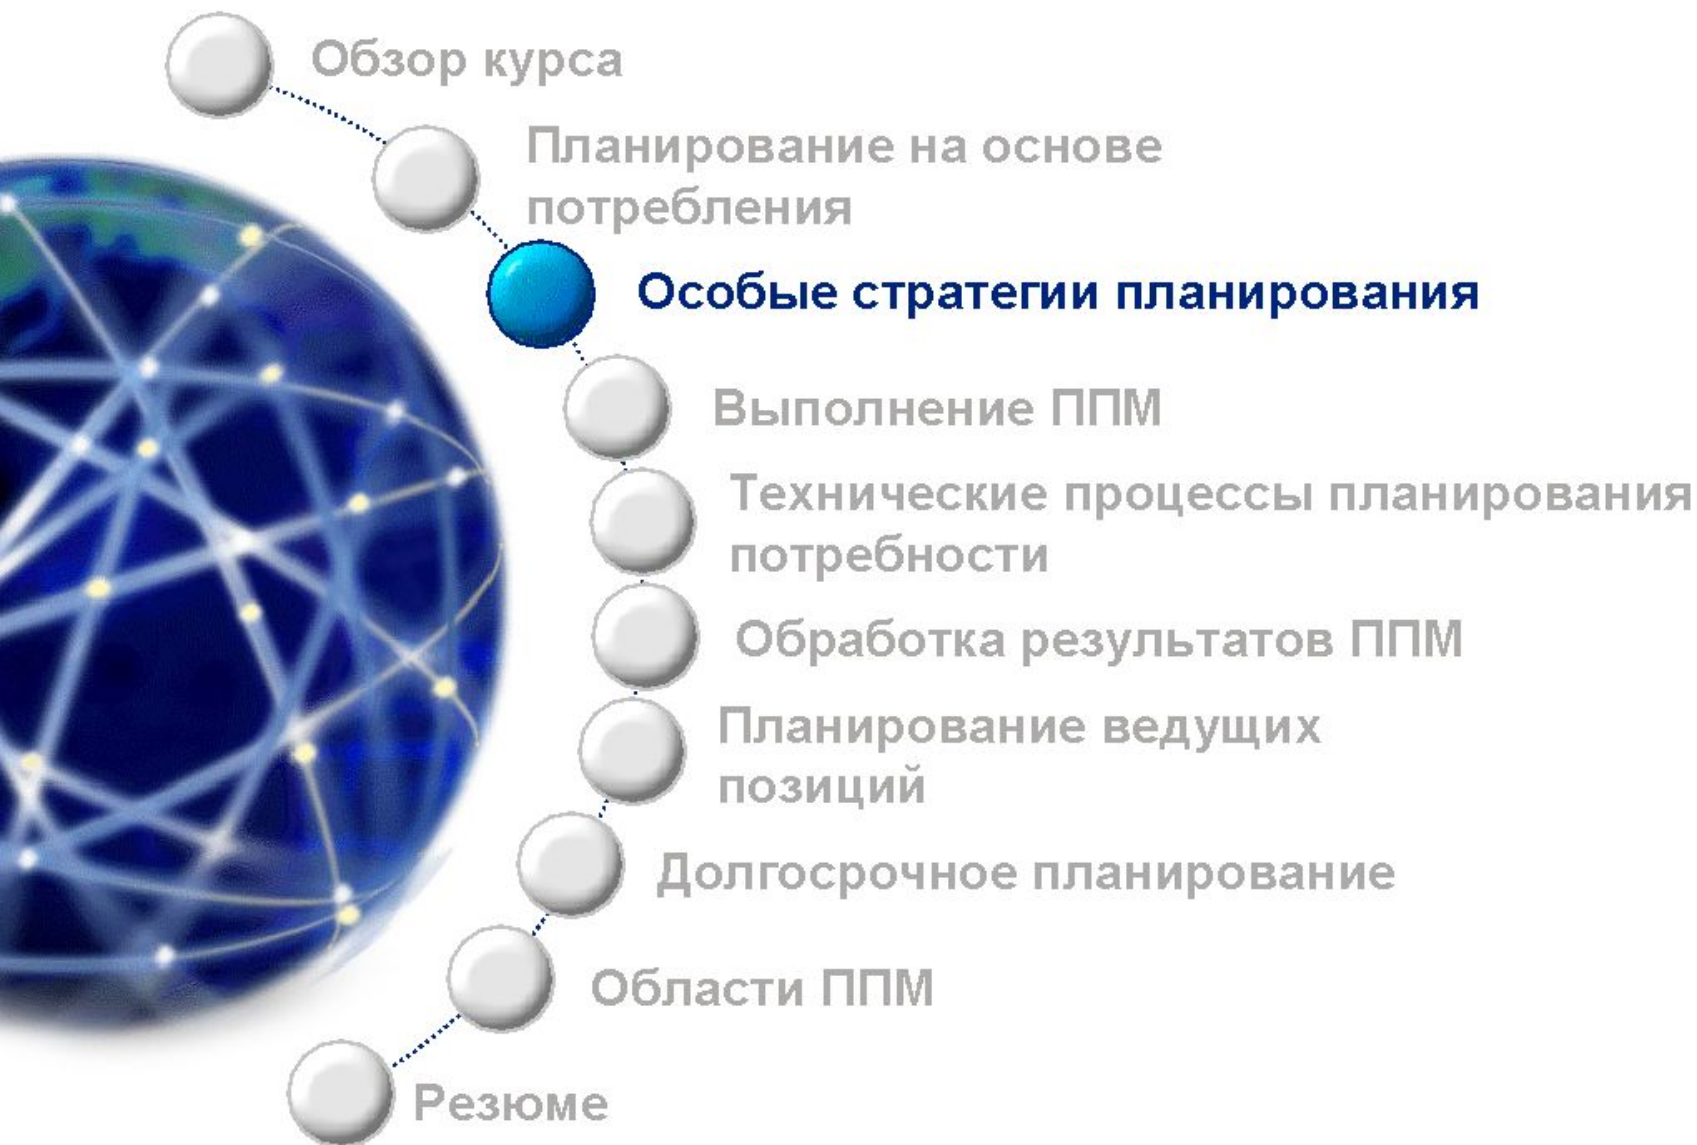 Обзор курса
Планирование на основе
потребления
Особые стратегии планирования
Выполнение ППМ
Технические процессы планирования
потребности
Обработка результатов ППМ
Планирование ведущих
позиций
Долгосрочное планирование
Области ППМ
Резюме